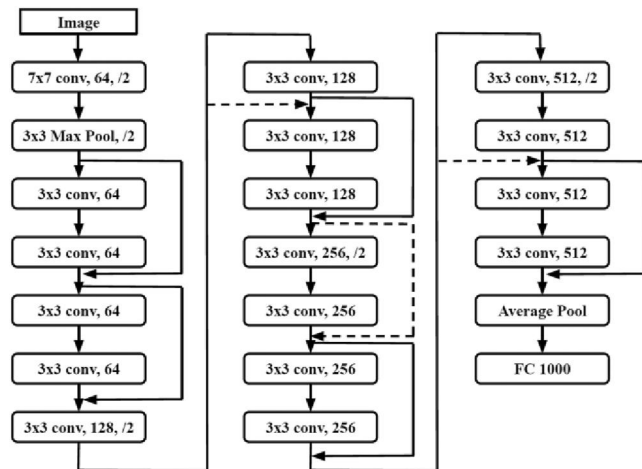 Image
7x7 conv, 64, /2
3x3 Max Pool, /2
3x3 conv, 64
3x3 conv, 64
3x3 conv, 64
3x3 conv, 64
3x3 conv, 128, /2
3x3 conv, 128
3x3 conv, 128
3x3 conv, 128
3x3 conv, 256, /2
3x3 conv, 256
3x3 conv, 256
3x3 conv, 256
3x3 conv, 512, /2
3x3 conv, 512
3x3 conv, 512
3x3 conv, 512
Average Pool
FC 1000